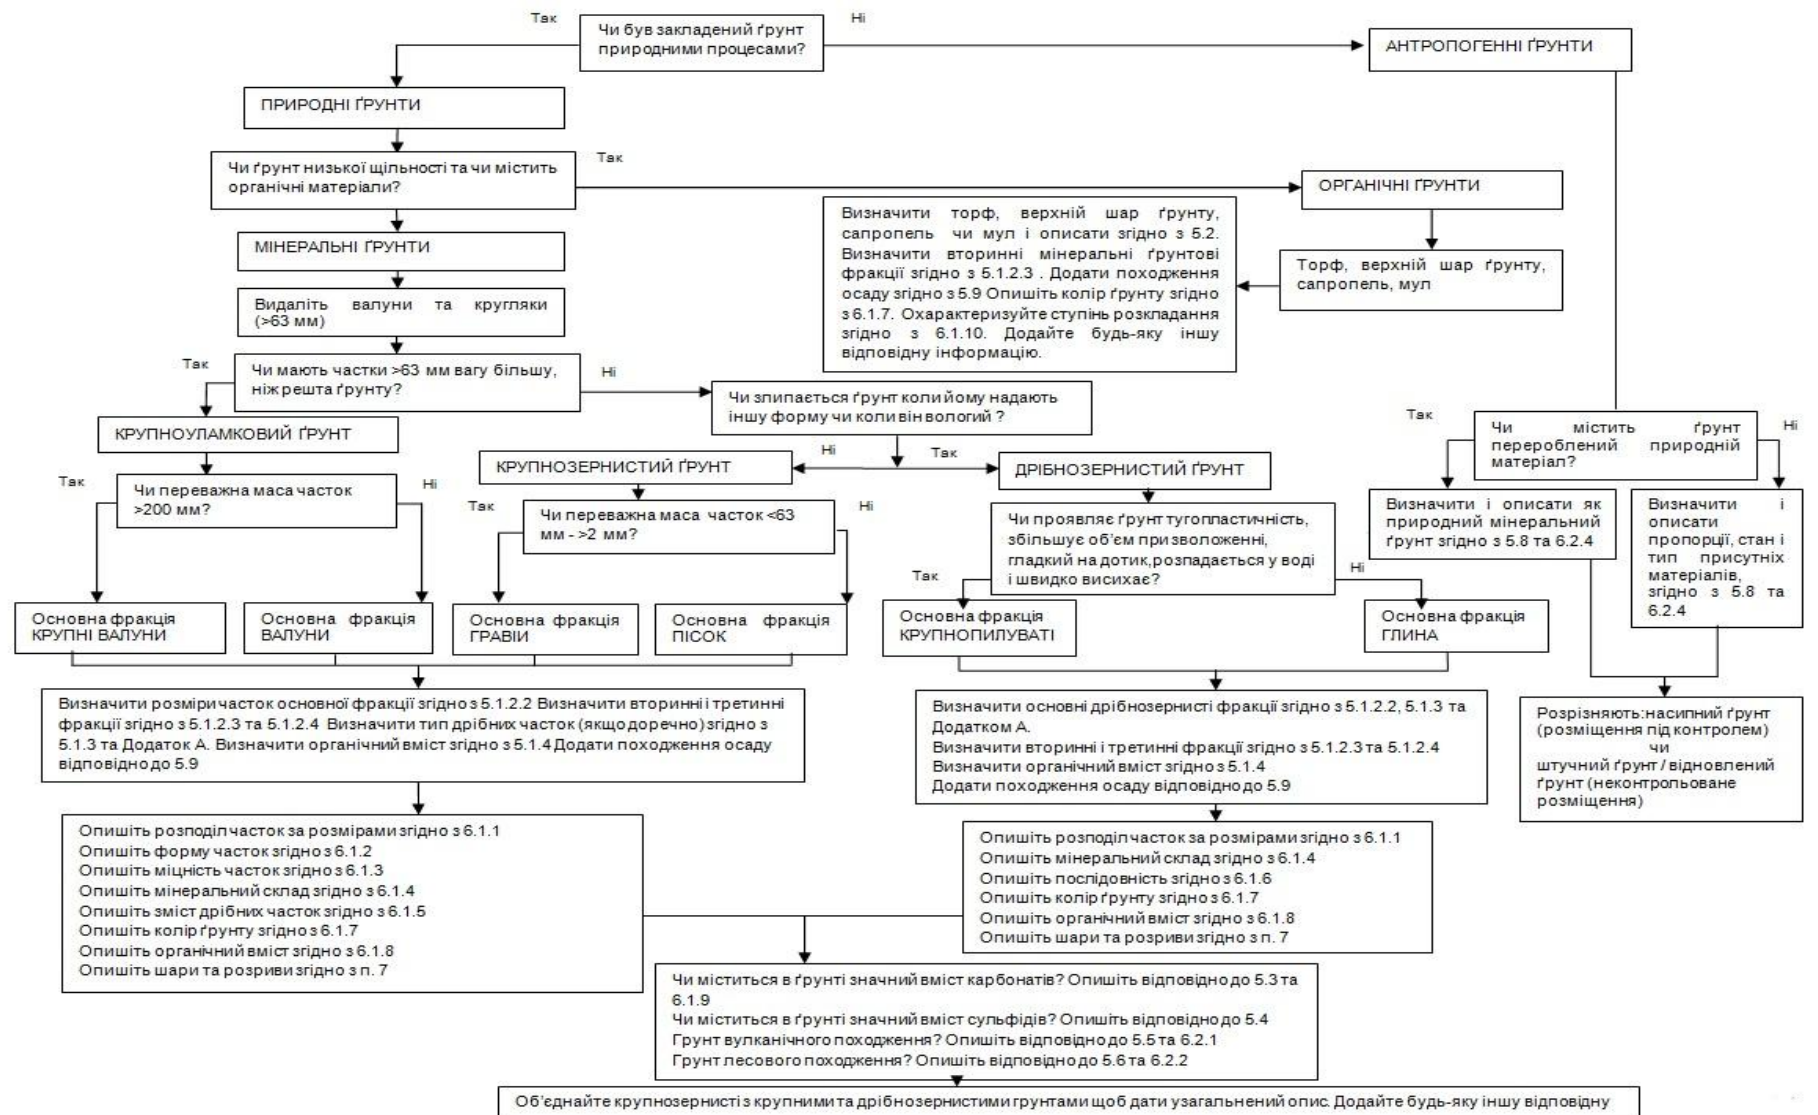 Так
Чи був закладений ґрунт
природними процесами?
Ні
АНТРОПОГЕННІ ҐРУНТИ
ПРИРОДНІ ҐРУНТИ
Чи ґрунт низької щільності та чи містить
органічні матеріали?
Так
ОРГАНІЧНІ ҐРУНТИ
МІНЕРАЛЬНІ ҐРУНТИ
Визначити торф, верхній шар ґрунту,
сапропель чи мул і описати згідно з 5.2.
Визначити вторинні мінеральні ґрунтові
фракції згідно з 5.1.2.3 . Додати походження
осаду згідно з 5.9 Опишіть колір ґрунту згідно
з 6.1.7. Охарактеризуйте ступінь розкладання
згідно з 6.1.10. Додайте будь-яку іншу
відповідну інформацію.
Торф, верхній шар ґрунту,
сапропель, мул
Видаліть валуни та кругляки
(>63 мм)
Так
Чи мають частки >63 мм вагу більшу,
ніж решта ґрунту?
Ні
Чи злипається ґрунт коли йому надають
іншу форму чи коли він вологий ?
КРУПНОУЛАМКОВИЙ ҐРУНТ
Так
Чи містить ґрунт
перероблений природній
матеріал?
Ні
КРУПНОЗЕРНИСТИЙ ҐРУНТ
Ні
Так
ДРІБНОЗЕРНИСТИЙ ҐРУНТ
Так
Чи переважна маса часток
>200 мм?
Ні
Так
Чи переважна маса часток <63
мм - >2 мм?
Ні
Чи проявляє ґрунт тугопластичність,
збільшує об’єм при зволоженні,
гладкий на дотик,розпадається у воді
і швидко висихає?
Так
Ні
Визначити і описати як
природний мінеральний
ґрунт згідно з 5.8 та 6.2.4
Визначити і
описати
пропорції, стан і
тип присутніх
матеріалів,
згідно з 5.8 та
6.2.4
Основна фракція
КРУПНІ ВАЛУНИ
Основна фракція
ВАЛУНИ
Основна фракція
ГРАВІИ
Основна фракція
ПІСОК
Основна фракція
КРУПНОПИЛУВАТІ
Основна фракція
ГЛИНА
Визначити розміри часток основної фракції згідно з 5.1.2.2 Визначити вторинні і третинні
фракції згідно з 5.1.2.3 та 5.1.2.4 Визначити тип дрібних часток (якщо доречно) згідно з
5.1.3 та Додаток А. Визначити органічний вміст згідно з 5.1.4 Додати походження осаду
відповідно до 5.9
Визначити основні дрібнозернисті фракції згідно з 5.1.2.2, 5.1.3 та
Додатком А.
Визначити вторинні і третинні фракції згідно з 5.1.2.3 та 5.1.2.4
Визначити органічний вміст згідно з 5.1.4
Додати походження осаду відповідно до 5.9
Розрізняють:насипний ґрунт
(розміщення під контролем)
чи
штучний ґрунт / відновлений
ґрунт (неконтрольоване
розміщення)
Опишіть розподіл часток за розмірами згідно з 6.1.1
Опишіть форму часток згідно з 6.1.2
Опишіть міцність часток згідно з 6.1.3
Опишіть мінеральний склад згідно з 6.1.4
Опишіть зміст дрібних часток згідно з 6.1.5
Опишіть колір ґрунту згідно з 6.1.7
Опишіть органічний вміст згідно з 6.1.8
Опишіть шари та розриви згідно з п. 7
Опишіть розподіл часток за розмірами згідно з 6.1.1
Опишіть мінеральний склад згідно з 6.1.4
Опишіть послідовність згідно з 6.1.6
Опишіть колір ґрунту згідно з 6.1.7
Опишіть органічний вміст згідно з 6.1.8
Опишіть шари та розриви згідно з п. 7
Чи міститься в ґрунті значний вміст карбонатів? Опишіть відповідно до 5.3 та
6.1.9
Чи міститься в ґрунті значний вміст сульфідів? Опишіть відповідно до 5.4
Грунт вулканічного походження? Опишіть відповідно до 5.5 та 6.2.1
Грунт лесового походження? Опишіть відповідно до 5.6 та 6.2.2
Об’єднайте крупнозернисті з крупними та дрібнозернистими грунтами щоб дати узагальнений опис. Додайте будь-яку іншу відповідну